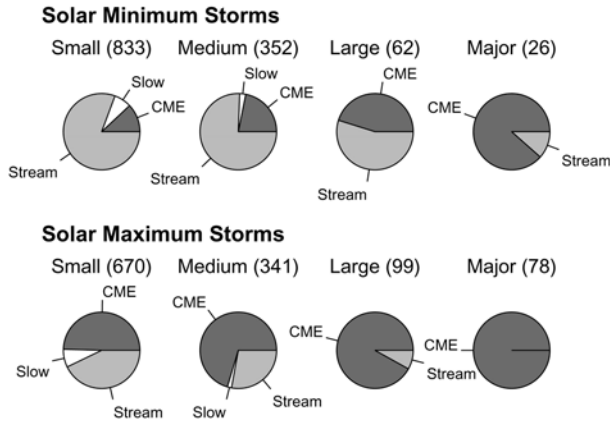 Solar Minimum Storms
Small (833) Medium (352) Large (62) Major (26)
Slow
CME
Stream
Slow
CME
Stream
CME
Stream
CME
Stream
Solar Maximum Storms
Small (670) Medium (341) Large (99) Major (78)
CME
Slow
Stream
CME
Slow
Stream
CME
Stream
CME